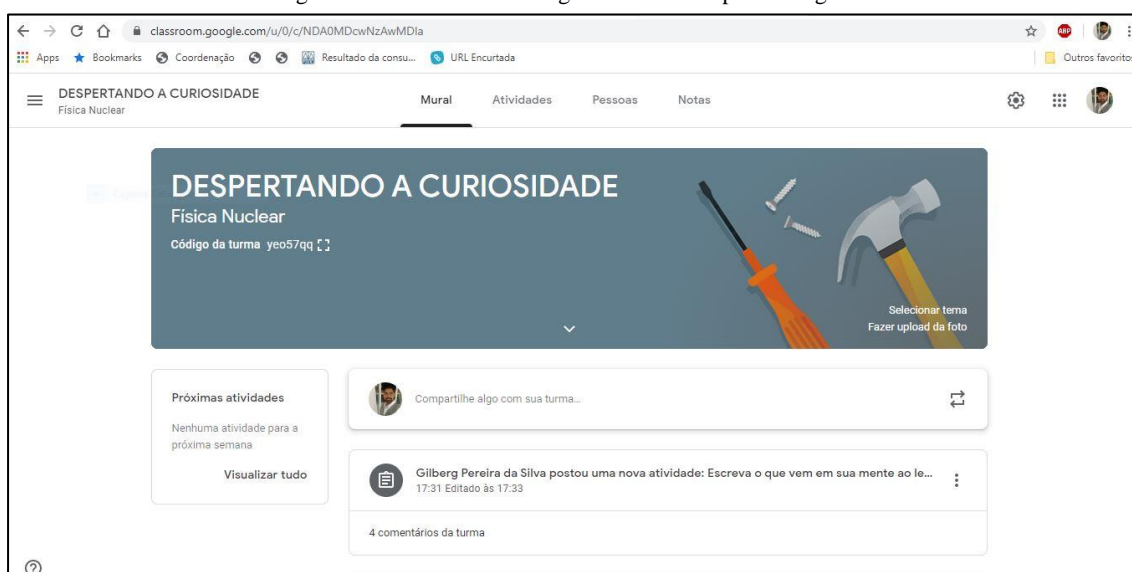 classroom.google.com/u/0/c/NDA0MDcwNzAwMDIa
ABP
Apps Bookmarks Coordenação Resultado da consu... URL Encurtada Outros favoritos
DESPERTANDO A CURIOSIDADE
Física Nuclear
Mural Atividades Pessoas Notas
DESPERTANDO A CURIOSIDADE
Física Nuclear
Código da turma yeo57qq
Selecionar tema
Fazer upload da foto
Próximas atividades
Nenhuma atividade para a
próxima semana
Visualizar tudo
Compartilhe algo com sua turma...
Gilberg Pereira da Silva postou uma nova atividade: Escreva o que vem em sua mente ao le...
17:31 Editado às 17:33
4 comentários da turma